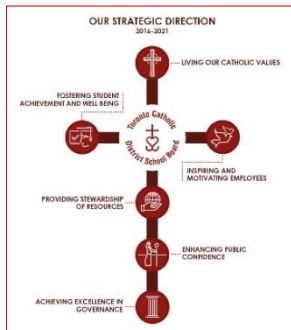 OUR STRATEGIC DIRECTION
2016-2021
LIVING OUR CATHOLIC VALUES
FOSTERING STUDENT
ACHIEVEMENT AND WELL BEING
Toronto Catholic
District School Board
INSPIRING AND
MOTIVATING EMPLOYEES
PROVIDING STEWARDSHIP
OF RESOURCES
ENHANCING PUBLIC
CONFIDENCE
ACHIEVING EXCELLENCE IN
GOVERNANCE